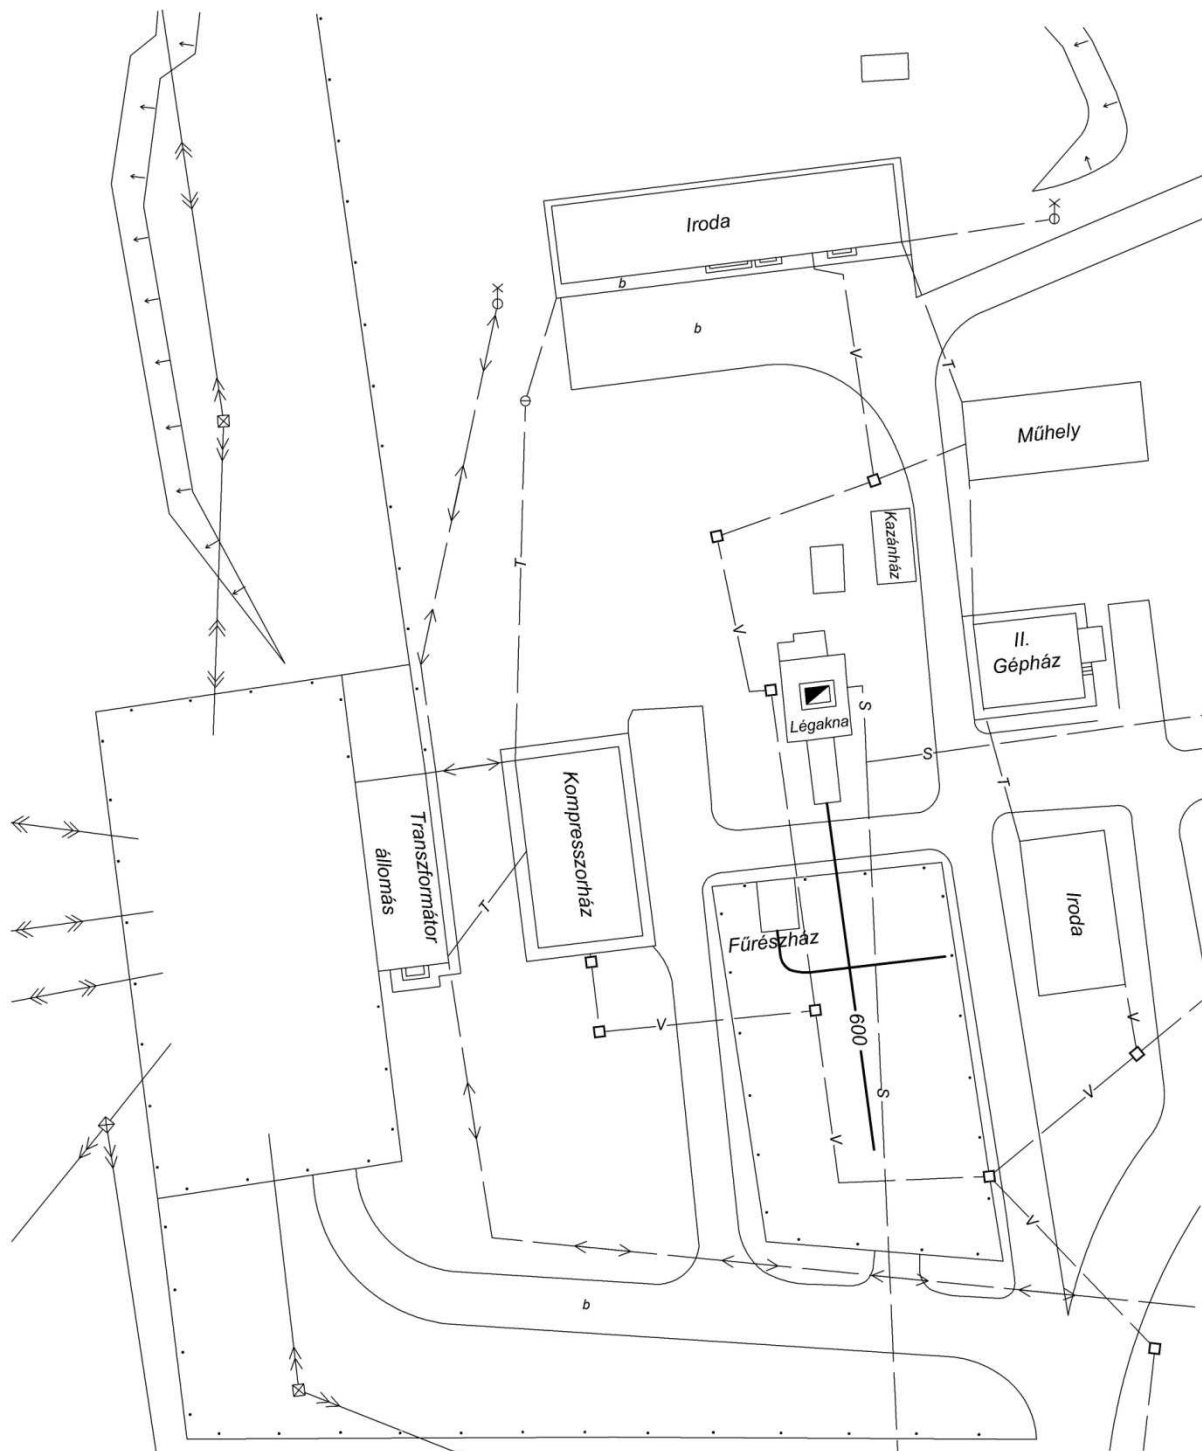 Iroda
b
b
V
T
Műhely
Kazánház
T
V
II.
Gépház
Légakna
S
S
T
Kompresszorház
Transzformátor
állomás
T
Iroda
Fűrészház
600
V
V
S
V
V
V
b